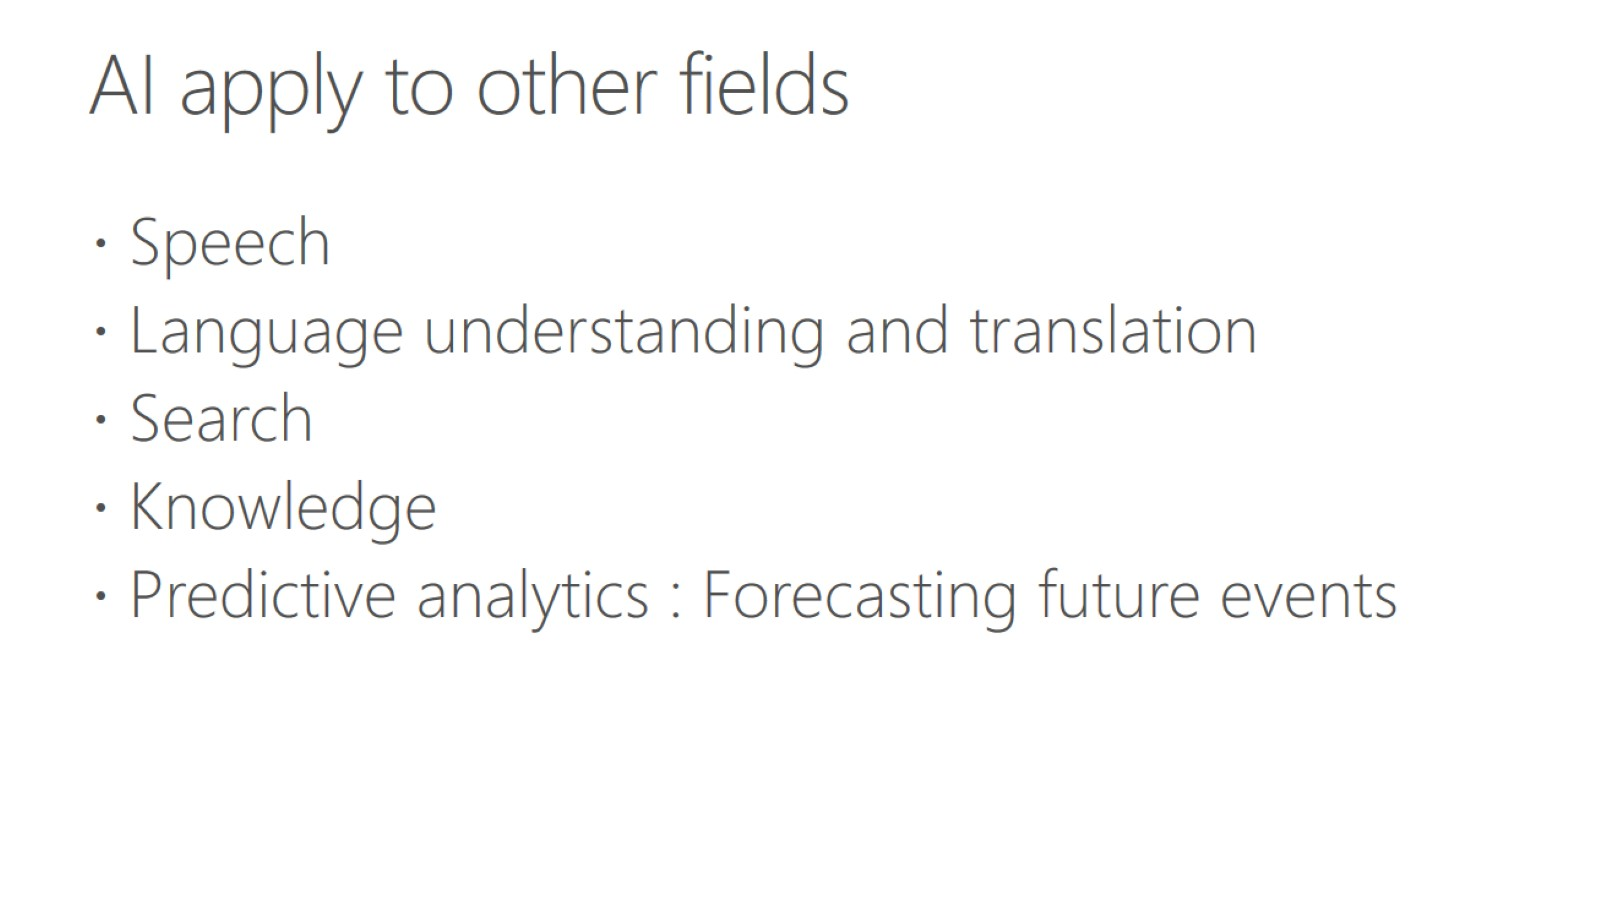 AI apply to other fields
• Speech
• Language understanding and translation
• Search
• Knowledge
• Predictive analytics : Forecasting future events